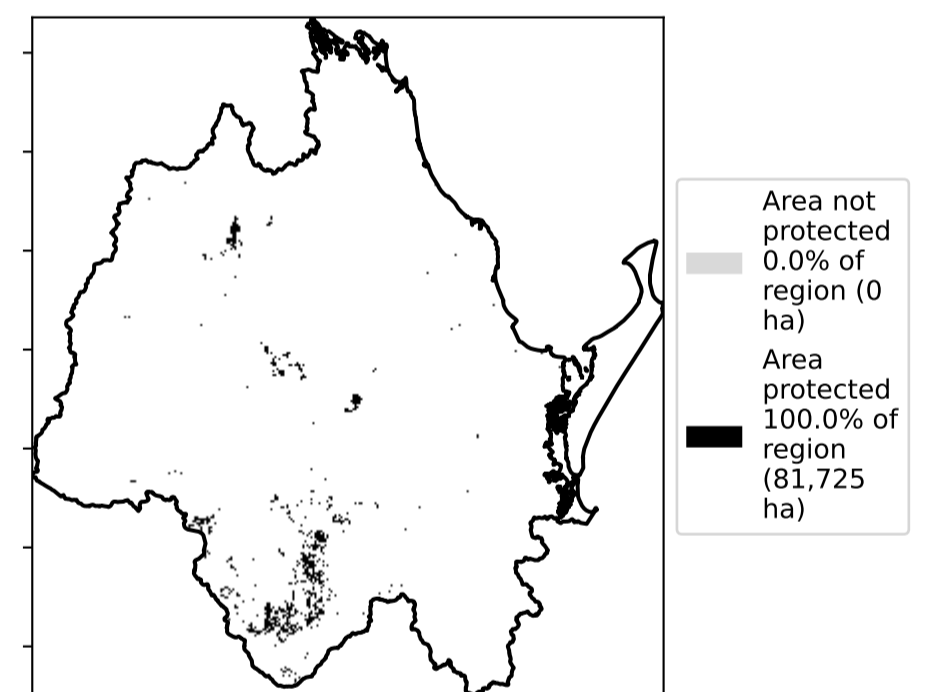 Area not
protected
0.0% of
region (0
ha)
Area
protected
100.0% of
region
(81,725
ha)